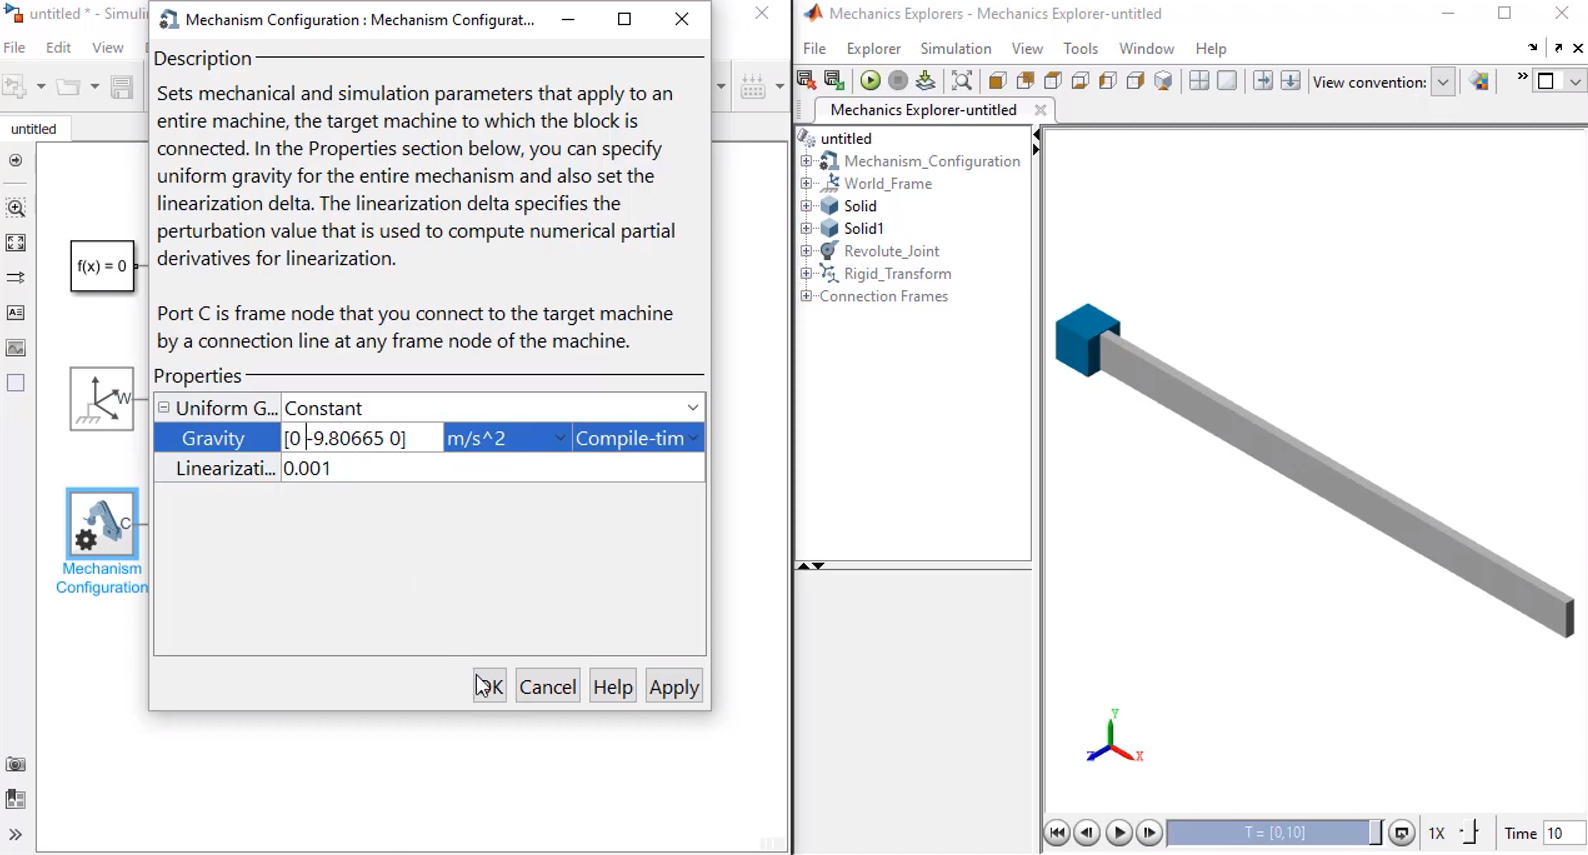 untitled * - Simuli
Mechanism Configuration : Mechanism Configurat...
File Edit View
untitled
f(x) = 0
W
C
Mechanism
Configuration
Description
Sets mechanical and simulation parameters that apply to an
entire machine, the target machine to which the block is
connected. In the Properties section below, you can specify
uniform gravity for the entire mechanism and also set the
linearization delta. The linearization delta specifies the
perturbation value that is used to compute numerical partial
derivatives for linearization.
Port C is frame node that you connect to the target machine
by a connection line at any frame node of the machine.
Properties
Uniform G... Constant
Gravity [0 -9.80665 0] m/s^2 Compile-tim
Linearizati... 0.001
OK Cancel Help Apply
Mechanics Explorers - Mechanics Explorer-untitled
File Explorer Simulation View Tools Window Help
View convention:
Mechanics Explorer-untitled
untitled
Mechanism_Configuration
World_Frame
Solid
Solid1
Revolute_Joint
Rigid_Transform
Connection Frames
Y
Z
X
T = [0,10] 1X Time 10